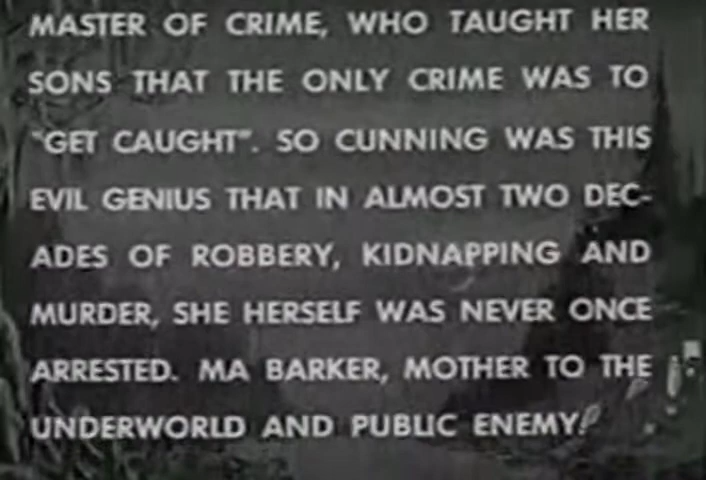 MASTER OF CRIME, WHO TAUGHT HER
SONS THAT THE ONLY CRIME WAS TO
"GET CAUGHT". SO CUNNING WAS THIS
EVIL GENIUS THAT IN ALMOST TWO DEC-
ADES OF ROBBERY, KIDNAPPING AND
MURDER, SHE HERSELF WAS NEVER ONCE
ARRESTED. MA BARKER, MOTHER TO THE
UNDERWORLD AND PUBLIC ENEMY!